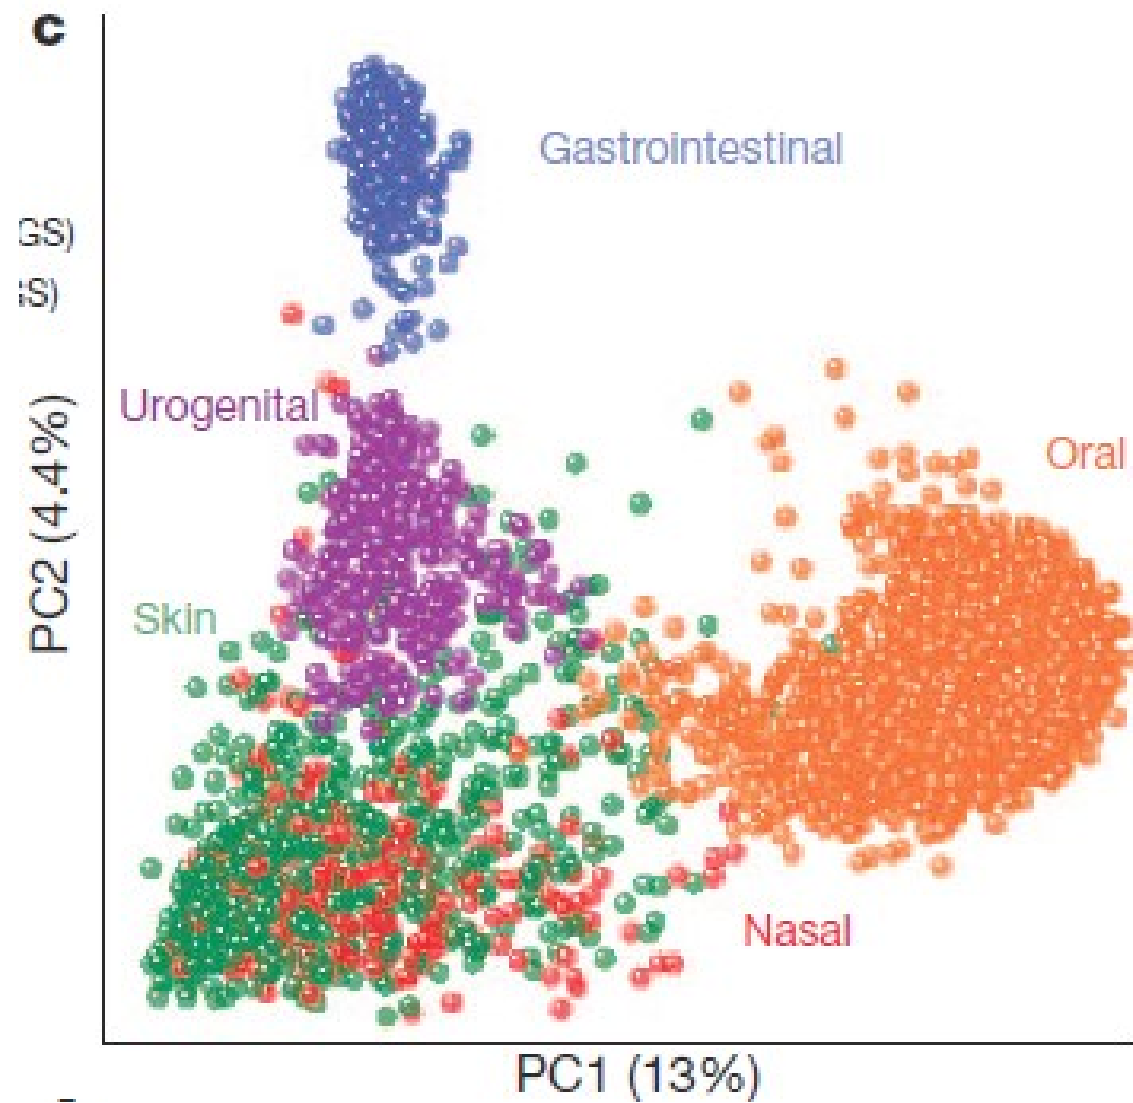 c
Gastrointestinal
GS)
S)
Urogenital
Oral
PC2 (4.4%)
Skin
Nasal
PC1 (13%)